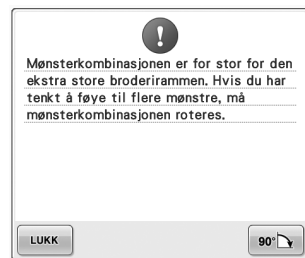 Mønsterkombinasjonen er for stor for den
ekstra store broderirammen. Hvis du har
tenkt å føye til flere mønstre, må
mønsterkombinasjonen roteres.
LUKK
90°